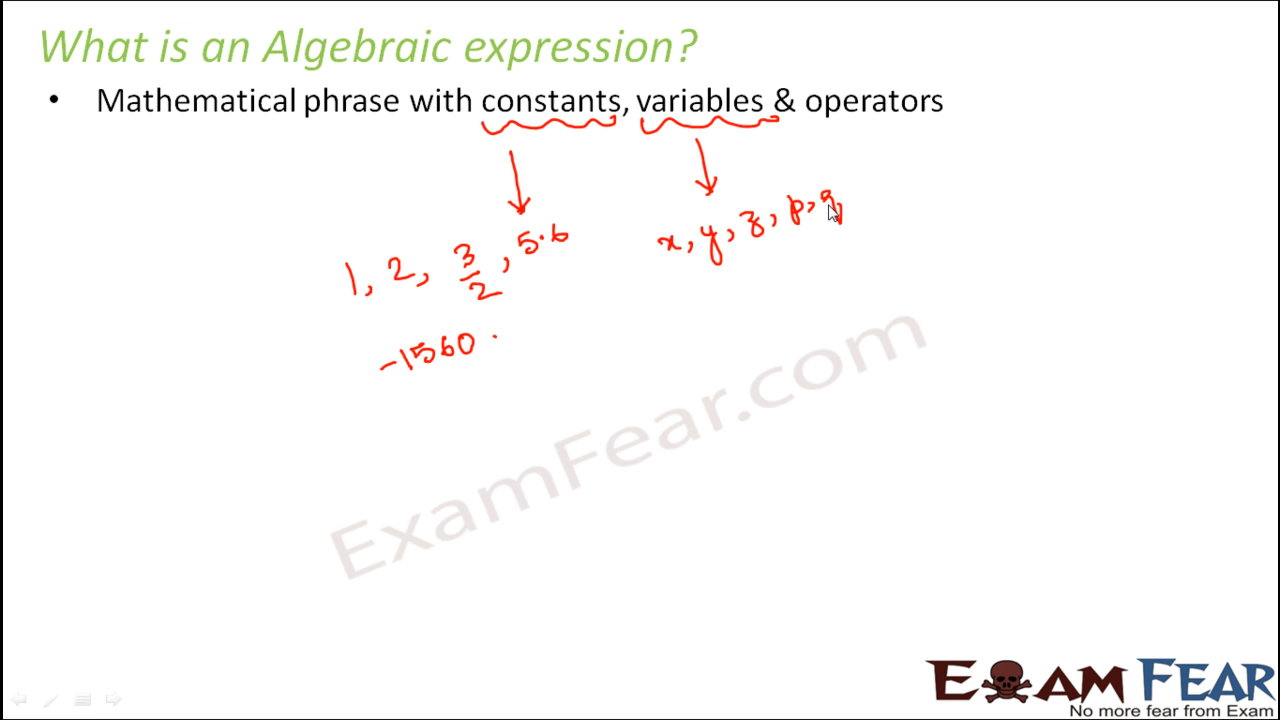 What is an Algebraic expression?
• Mathematical phrase with constants, variables & operators
1, 2, 3/2, 5.6
x, y, z, p, q
-1560
ExamFear.com
EXAM FEAR
No more fear from Exam